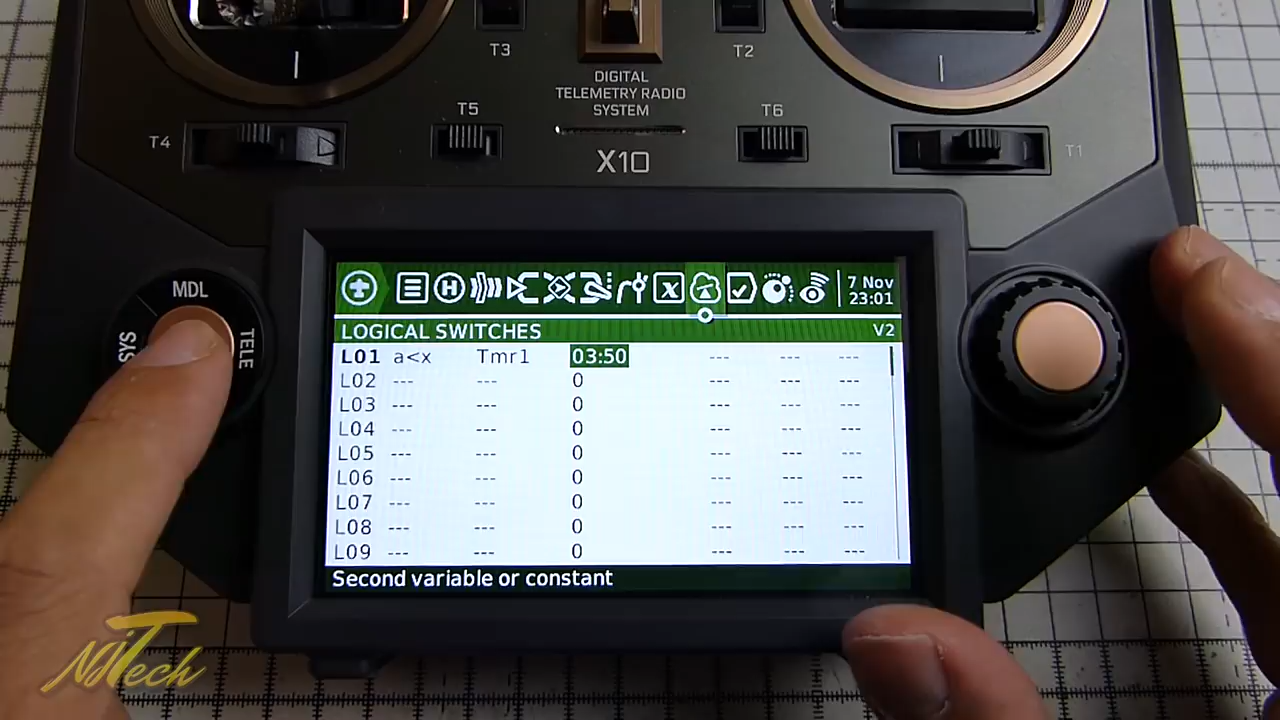 T3
T2
DIGITAL
TELEMETRY RADIO
SYSTEM
T4
T5
T6
T1
X10
MDL
SYS
TELE
H
x
7 Nov
23:01
LOGICAL SWITCHES V2
L01 a<x Tmr1 03:50 --- --- ---
L02 --- --- 0 --- --- ---
L03 --- --- 0 --- --- ---
L04 --- --- 0 --- --- ---
L05 --- --- 0 --- --- ---
L06 --- --- 0 --- --- ---
L07 --- --- 0 --- --- ---
L08 --- --- 0 --- --- ---
L09 --- --- 0 --- --- ---
Second variable or constant
NJTech